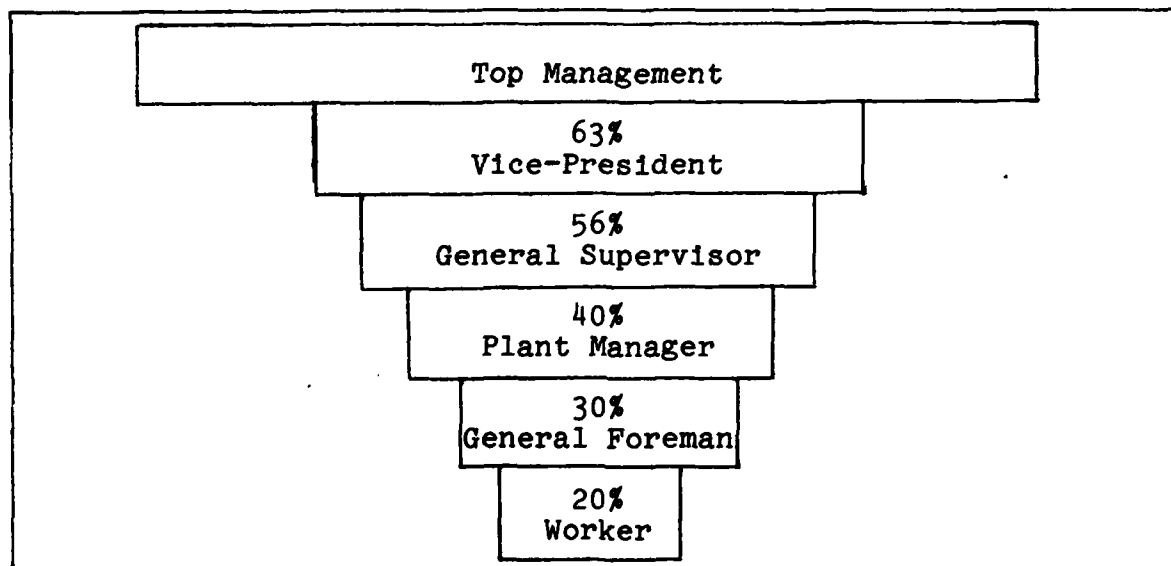 Top Management
63%
Vice-President
56%
General Supervisor
40%
Plant Manager
30%
General Foreman
20%
Worker